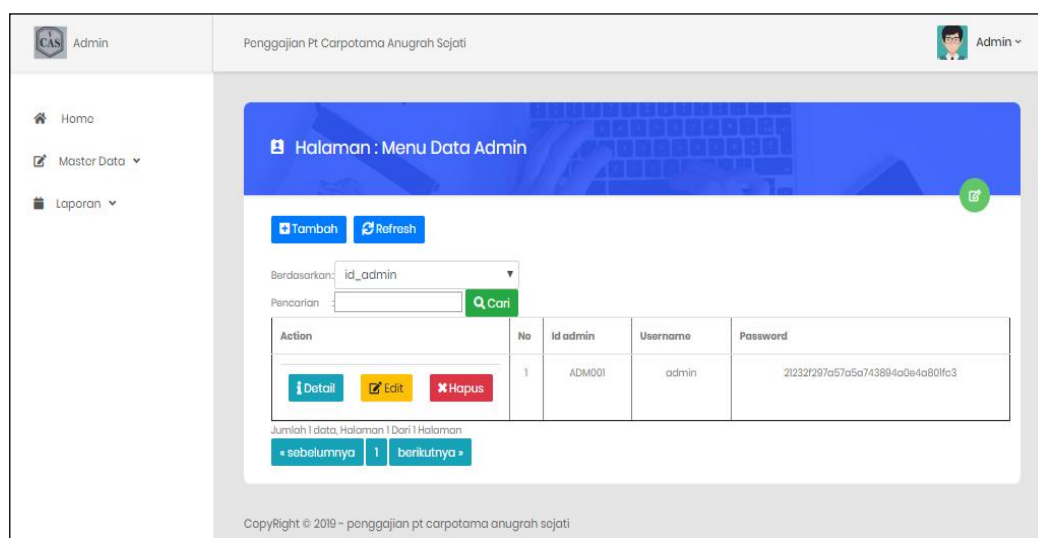 CAS Admin
Penggajian Pt Carpotama Anugrah Sejati
Admin
Home
Master Data
Laporan
Halaman : Menu Data Admin
Tambah Refresh
Berdasarkan: id_admin
Pencarian : Cari
Action No Id admin Username Password
Detail Edit Hapus 1 ADM001 admin 21232f297a57a5a743894a0e4a801fc3
Jumlah 1 data, Halaman 1 Dari 1 Halaman
« sebelumnya 1 berikutnya »
CopyRight © 2019 - penggajian pt carpotama anugrah sejati